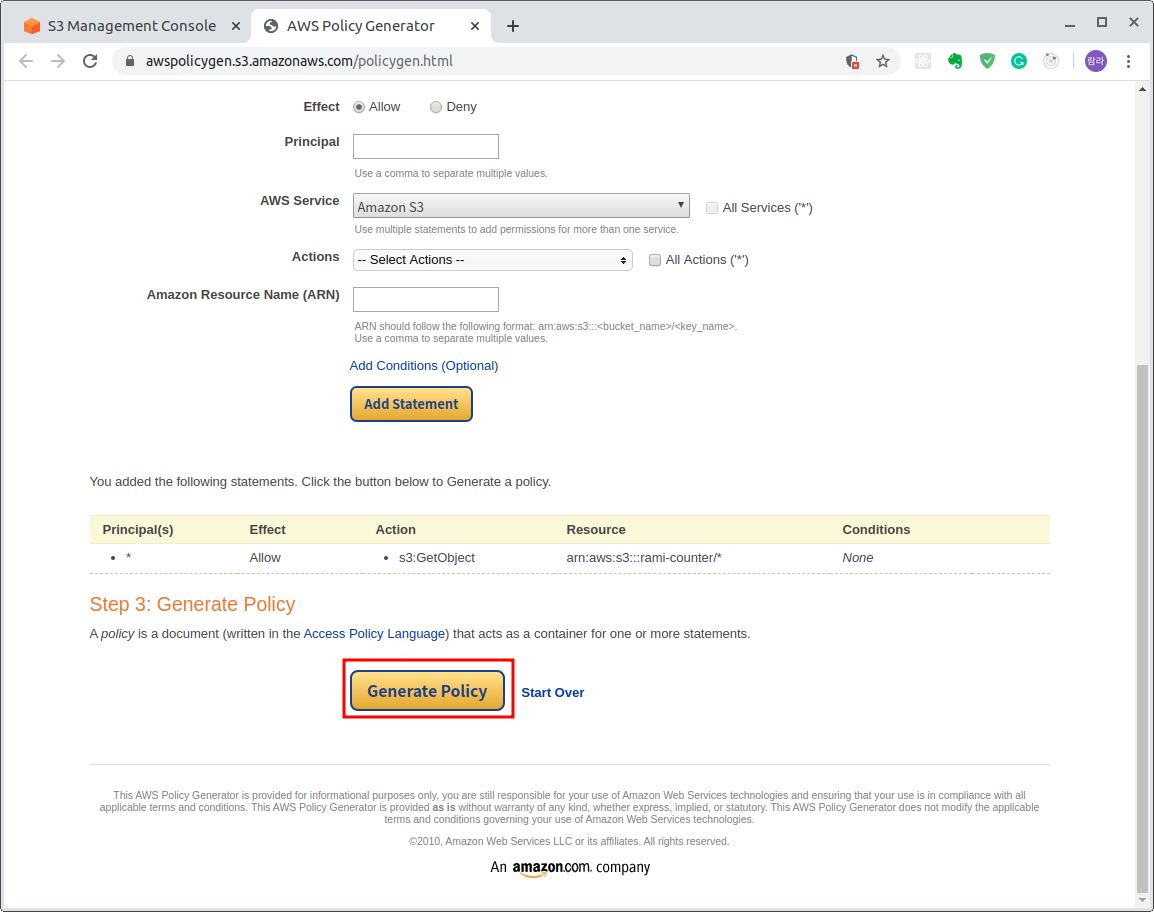 S3 Management Console
AWS Policy Generator
awspolicygen.s3.amazonaws.com/policygen.html
람라
Effect Allow Deny
Principal
Use a comma to separate multiple values.
AWS Service Amazon S3 All Services ('*')
Use multiple statements to add permissions for more than one service.
Actions -- Select Actions -- All Actions ('*')
Amazon Resource Name (ARN)
ARN should follow the following format: arn:aws:s3:::<bucket_name>/<key_name>.
Use a comma to separate multiple values.
Add Conditions (Optional)
Add Statement
You added the following statements. Click the button below to Generate a policy.
Principal(s) Effect Action Resource Conditions
• * Allow • s3:GetObject arn:aws:s3:::rami-counter/* None
Step 3: Generate Policy
A policy is a document (written in the Access Policy Language) that acts as a container for one or more statements.
Generate Policy Start Over
This AWS Policy Generator is provided for informational purposes only, you are still responsible for your use of Amazon Web Services technologies and ensuring that your use is in compliance with all
applicable terms and conditions. This AWS Policy Generator is provided as is without warranty of any kind, whether express, implied, or statutory. This AWS Policy Generator does not modify the applicable
terms and conditions governing your use of Amazon Web Services technologies.
©2010, Amazon Web Services LLC or its affiliates. All rights reserved.
An amazon.com. company